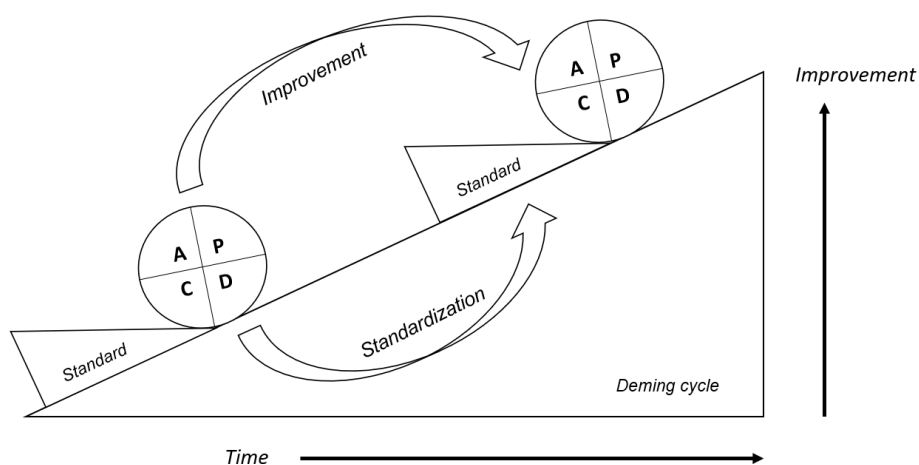 Improvement
A P
C D
Improvement
Standard
A P
C D
Standardization
Standard
Deming cycle
Time